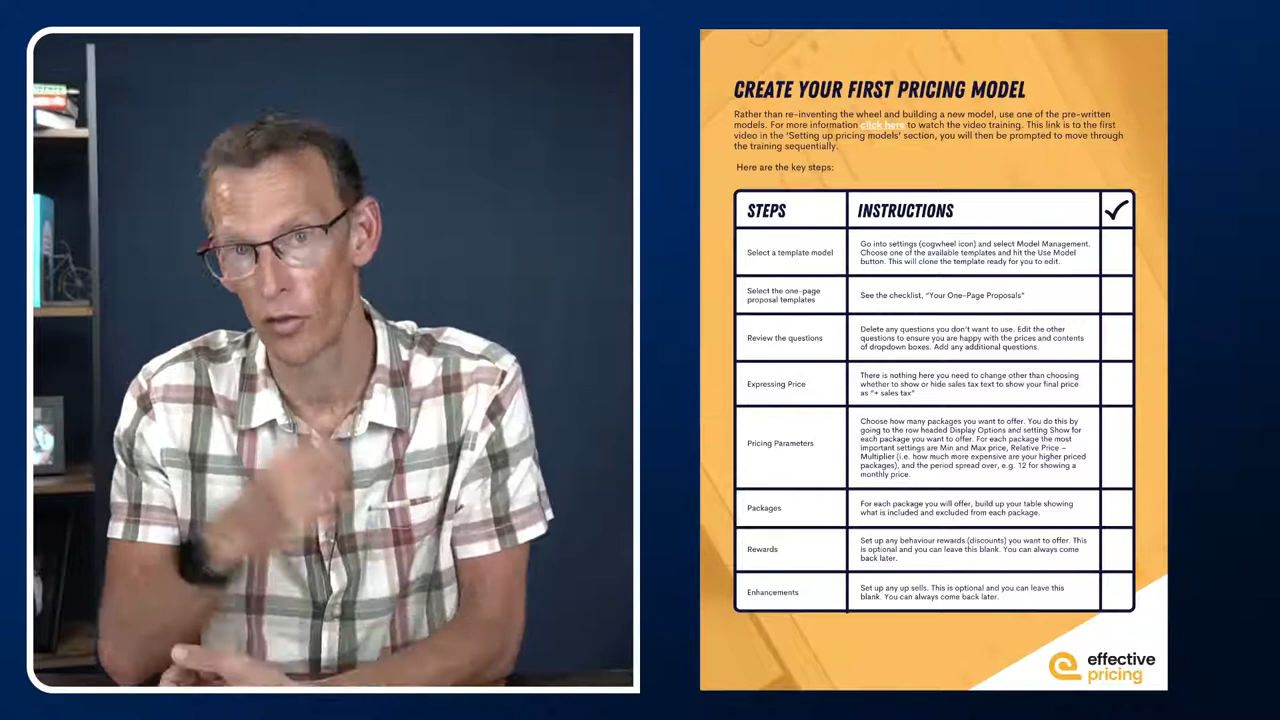 CREATE YOUR FIRST PRICING MODEL
Rather than re-inventing the wheel and building a new model, use one of the pre-written
models. For more information click here to watch the video training. This link is to the first
video in the 'Setting up pricing models' section, you will then be prompted to move through
the training sequentially.
Here are the key steps:
STEPS
INSTRUCTIONS
Select a template model
Go into settings (cogwheel icon) and select Model Management.
Choose one of the available templates and hit the Use Model
button. This will clone the template ready for you to edit.
Select the one-page
proposal templates
See the checklist, "Your One-Page Proposals"
Review the questions
Delete any questions you don't want to use. Edit the other
questions to ensure you are happy with the prices and contents
of dropdown boxes. Add any additional questions.
Expressing Price
There is nothing here you need to change other than choosing
whether to show or hide sales tax text to show your final price
as "+ sales tax"
Pricing Parameters
Choose how many packages you want to offer. You do this by
going to the row headed Display Options and setting Show for
each package you want to offer. For each package the most
important settings are Min and Max price, Relative Price –
Multiplier (i.e. how much more expensive are your higher priced
packages), and the period spread over, e.g. 12 for showing a
monthly price.
Packages
For each package you will offer, build up your table showing
what is included and excluded from each package.
Rewards
Set up any behaviour rewards (discounts) you want to offer. This
is optional and you can leave this blank. You can always come
back later.
Enhancements
Set up any up sells. This is optional and you can leave this
blank. You can always come back later.
effective
pricing